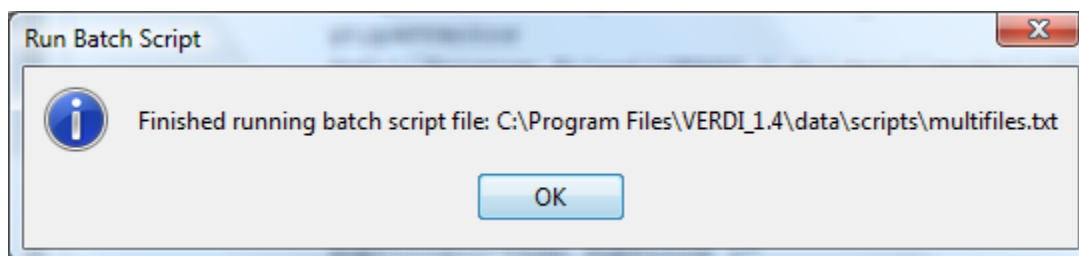 Run Batch Script
Finished running batch script file: C:\Program Files\VERDI_1.4\data\scripts\multifiles.txt
OK